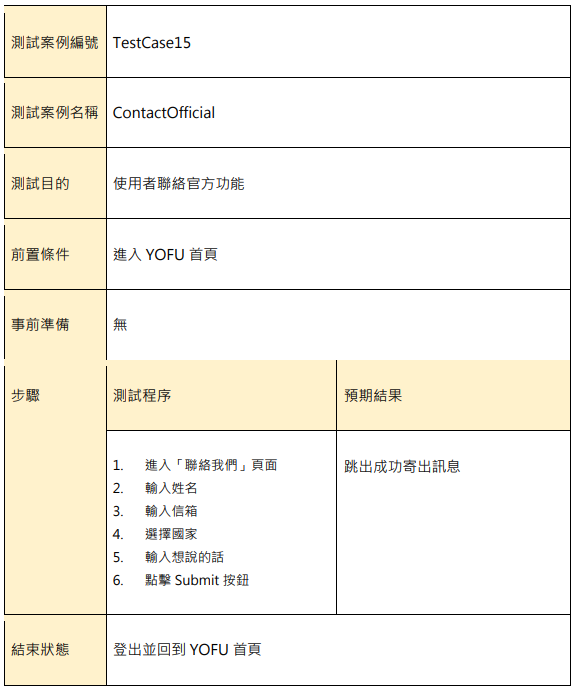 測試案例編號 TestCase15
測試案例名稱 ContactOfficial
測試目的 使用者聯絡官方功能
前置條件 進入 YOFU 首頁
事前準備 無
步驟 測試程序 預期結果
1. 進入「聯絡我們」頁面 跳出成功寄出訊息
2. 輸入姓名
3. 輸入信箱
4. 選擇國家
5. 輸入想說的話
6. 點擊 Submit 按鈕
結束狀態 登出並回到 YOFU 首頁